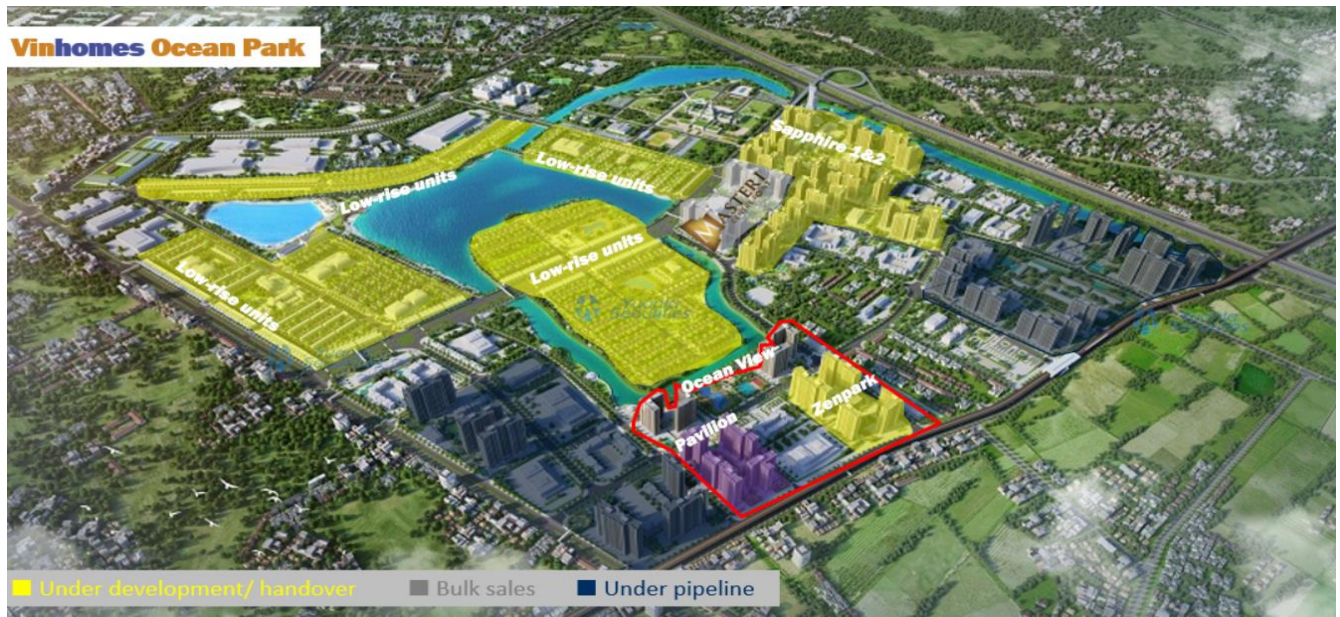 Vinhomes Ocean Park
Sapphire 1&2
Low-rise units
Low-rise units
MASTERI
Low-rise units
Low-rise units
Ocean View
Zenpark
Pavilion
Under development/ handover
Bulk sales
Under pipeline